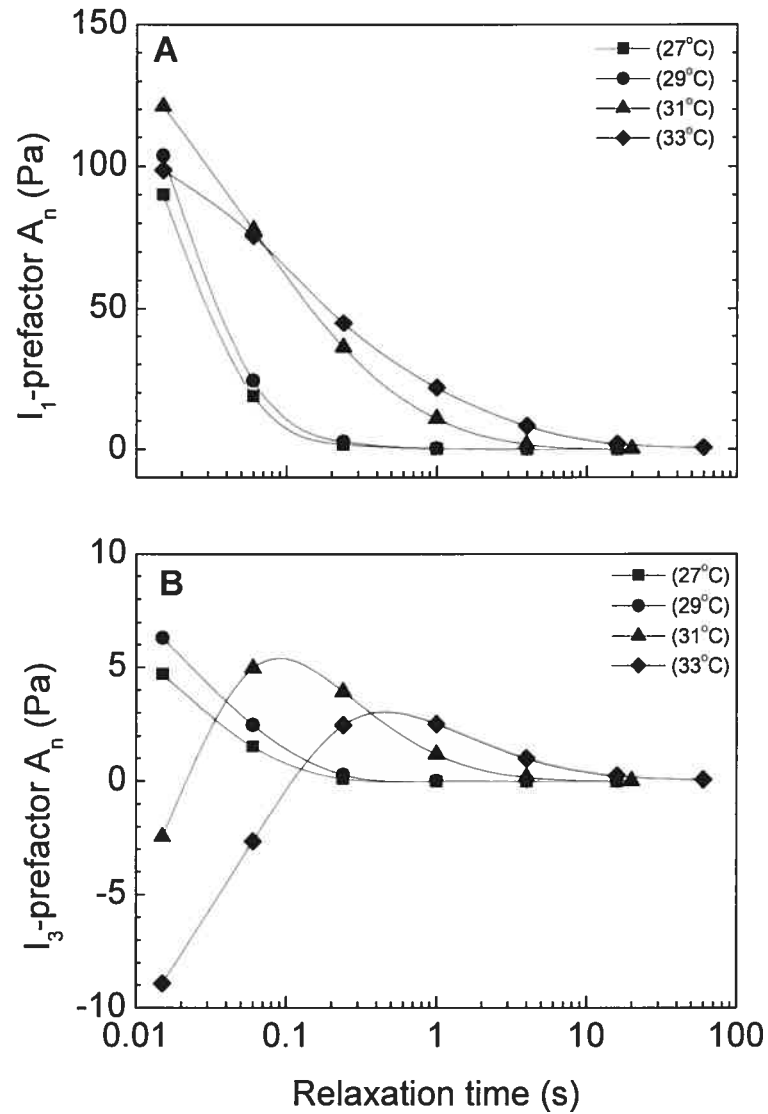 A
(27°C)
(29°C)
(31°C)
(33°C)
150
100
50
0
I₁-prefactor Aₙ (Pa)
B
(27°C)
(29°C)
(31°C)
(33°C)
10
5
0
-5
-10
I₃-prefactor Aₙ (Pa)
0.01 0.1 1 10 100
Relaxation time (s)